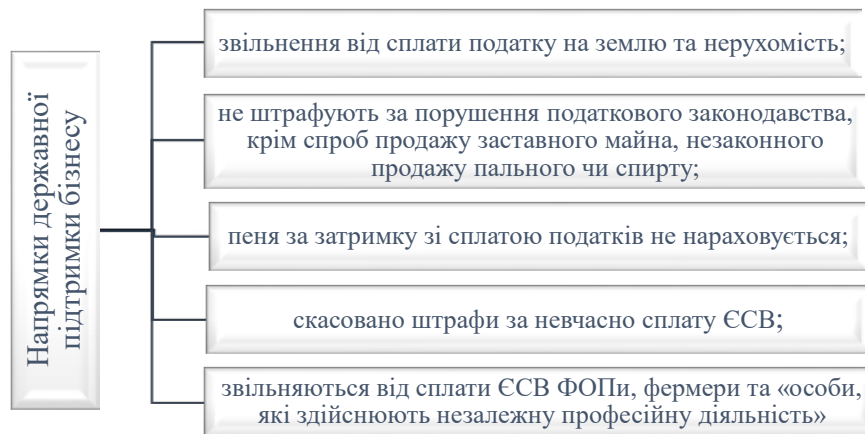 Напрямки державної
підтримки бізнесу
звільнення від сплати податку на землю та нерухомість;
не штрафують за порушення податкового законодавства,
крім спроб продажу заставного майна, незаконного
продажу пального чи спирту;
пеня за затримку зі сплатою податків не нараховується;
скасовано штрафи за невчасно сплату ЄСВ;
звільняються від сплати ЄСВ ФОПи, фермери та «особи,
які здійснюють незалежну професійну діяльність»